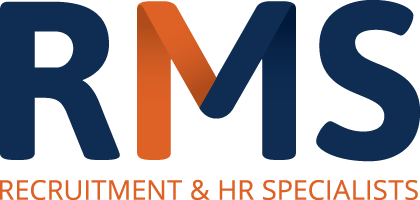 RMS
RECRUITMENT & HR SPECIALISTS